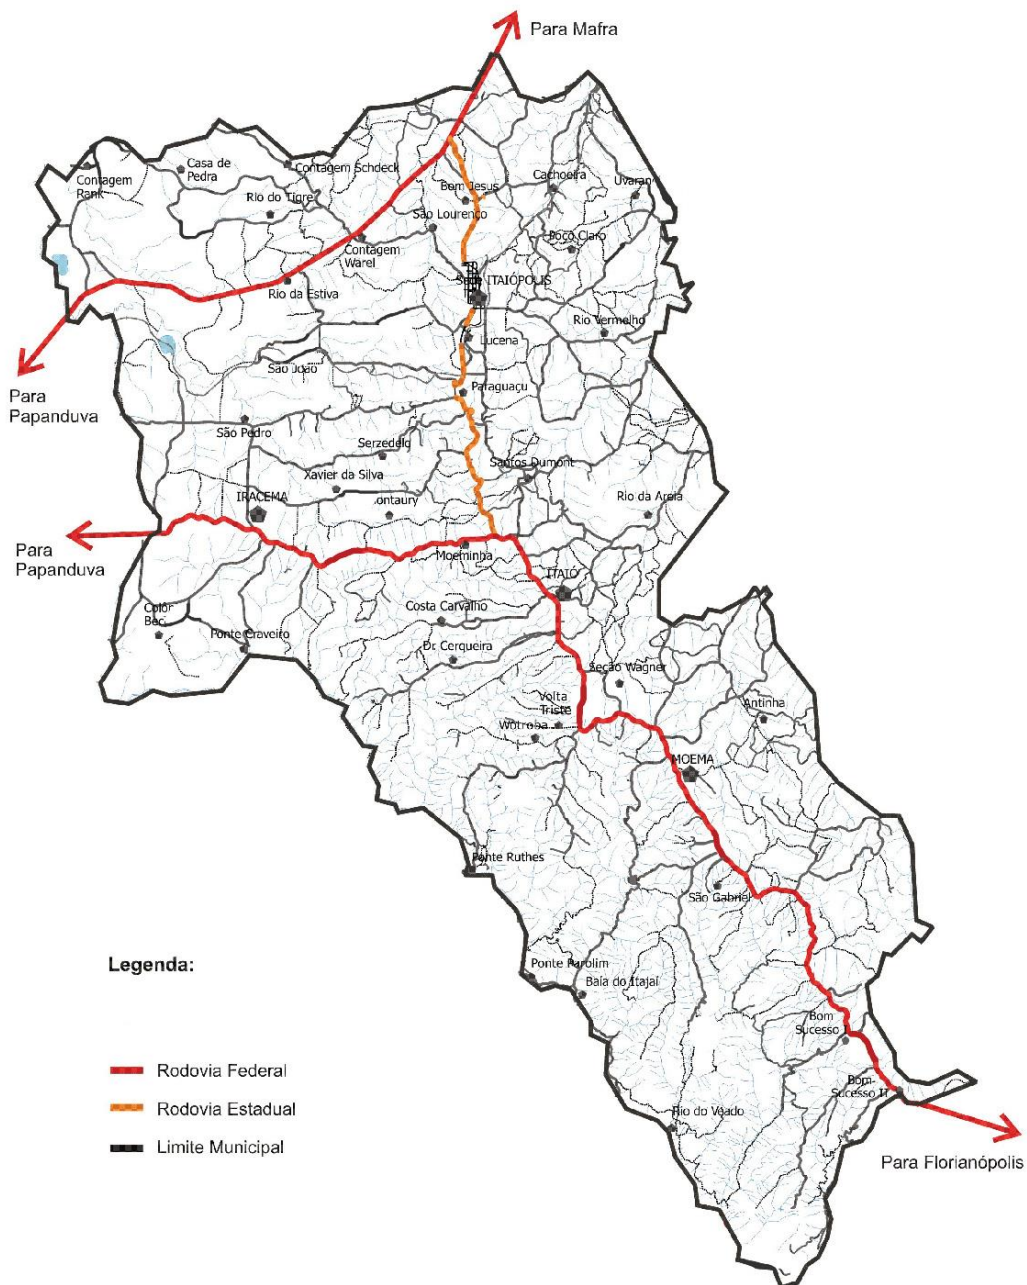 Para Mafra
Contagem
Rank
Casa de
Pedra
Contagem Schdeck
Rio do Tigre
Bom Jesus
Cachoeira
Uvaran
São Lourenço
Contagem
Warel
Poço Claro
Rio da Estiva
Sede ITAIÓPOLIS
Rio Vermelho
Lucena
São João
Para
Papanduva
Paraguaçu
São Pedro
Serzedelo
Santos Dumont
Xavier da Silva
IRACEMA
ontaury
Rio da Areia
Para
Papanduva
Moeminha
ITAIÓ
Costa Carvalho
Ponte Craveiro
Dr. Cerqueira
Seção Wagner
Volta
Triste
Wotroba
Antinha
MOEMA
Ponte Ruthes
São Gabriel
Legenda:
Ponte Parolim
Baía do Itajaí
Bom
Sucesso I
Rodovia Federal
Bom
Sucesso II
Rodovia Estadual
Rio do Veado
Limite Municipal
Para Florianópolis